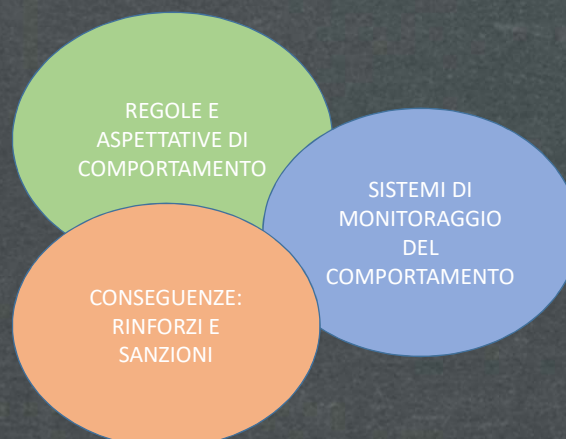 REGOLE E
ASPETTATIVE DI
COMPORTAMENTO
SISTEMI DI
MONITORAGGIO
DEL
COMPORTAMENTO
CONSEGUENZE:
RINFORZI E
SANZIONI